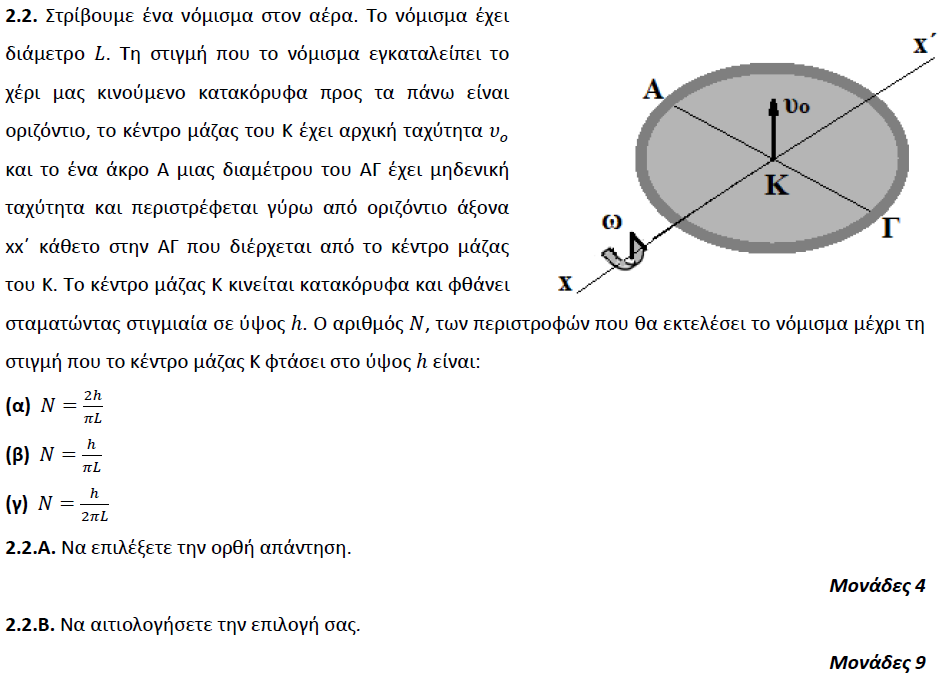 2.2. Στρίβουμε ένα νόμισμα στον αέρα. Το νόμισμα έχει
διάμετρο L. Τη στιγμή που το νόμισμα εγκαταλείπει το
χέρι μας κινούμενο κατακόρυφα προς τα πάνω είναι
οριζόντιο, το κέντρο μάζας του Κ έχει αρχική ταχύτητα υₒ
και το ένα άκρο Α μιας διαμέτρου του ΑΓ έχει μηδενική
ταχύτητα και περιστρέφεται γύρω από οριζόντιο άξονα
xx΄ κάθετο στην ΑΓ που διέρχεται από το κέντρο μάζας
του Κ. Το κέντρο μάζας Κ κινείται κατακόρυφα και φθάνει
x΄
Α
υo
Κ
Γ
ω
x
σταματώντας στιγμιαία σε ύψος h. Ο αριθμός N, των περιστροφών που θα εκτελέσει το νόμισμα μέχρι τη
στιγμή που το κέντρο μάζας Κ φτάσει στο ύψος h είναι:
(α) N = 2h/πL
(β) N = h/πL
(γ) N = h/2πL
2.2.Α. Να επιλέξετε την ορθή απάντηση.
Μονάδες 4
2.2.Β. Να αιτιολογήσετε την επιλογή σας.
Μονάδες 9